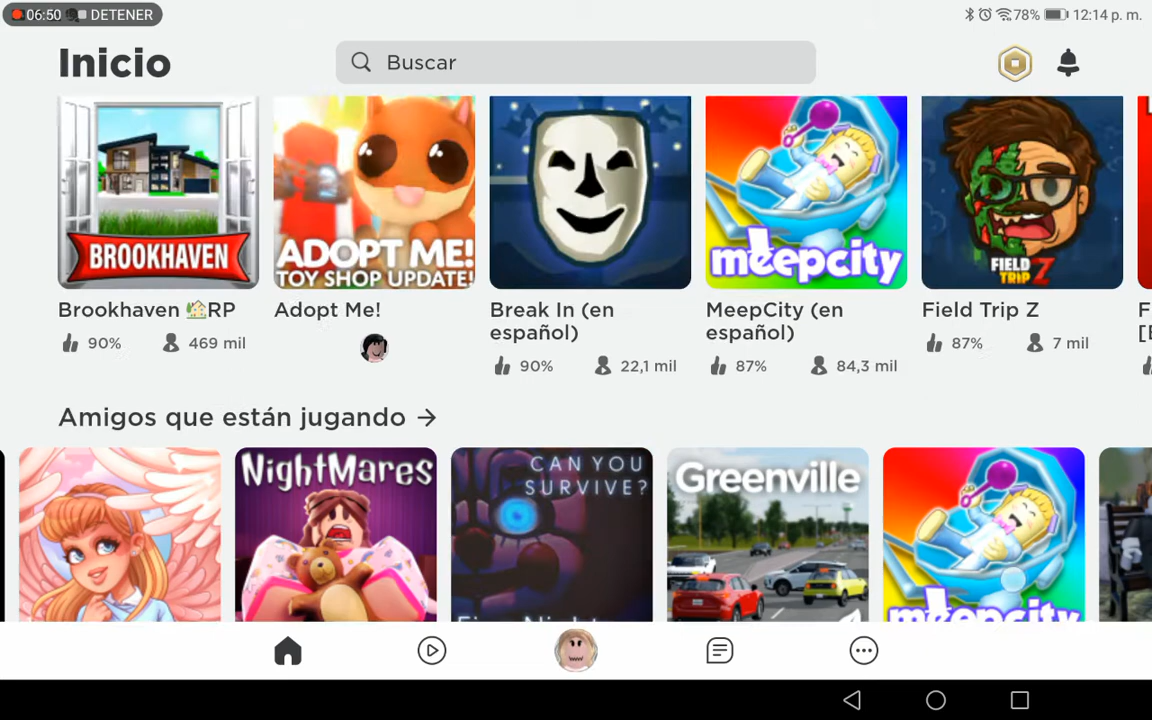 06:50 DETENER
78% 12:14 p. m.
Inicio
Buscar
BROOKHAVEN
ADOPT ME!
TOY SHOP UPDATE!
meepcity
FIELD
TRIP Z
Brookhaven 🏡RP
Adopt Me!
Break In (en
español)
MeepCity (en
español)
Field Trip Z
90%
469 mil
90%
22,1 mil
87%
84,3 mil
87%
7 mil
Amigos que están jugando →
NIGHTMARES
CAN YOU
SURVIVE?
Greenville
meepcity